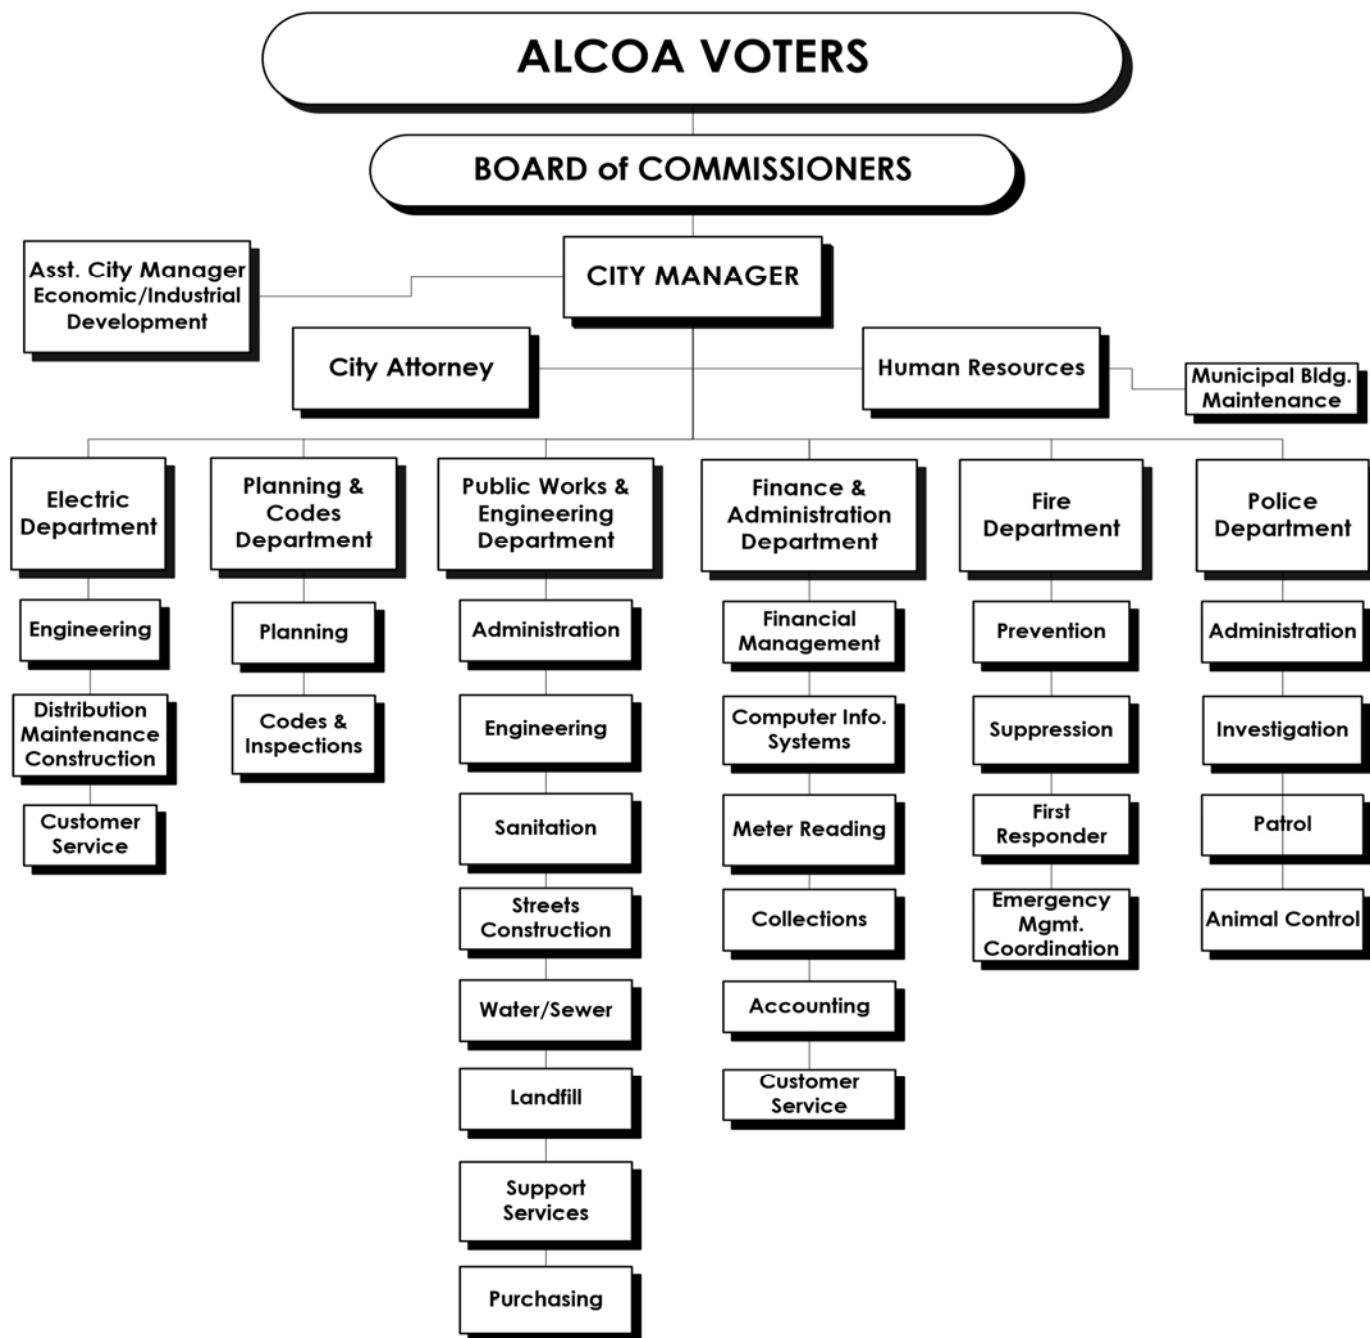 ALCOA VOTERS
BOARD of COMMISSIONERS
Asst. City Manager
Economic/Industrial
Development
CITY MANAGER
City Attorney
Human Resources
Municipal Bldg.
Maintenance
Electric
Department
Planning &
Codes
Department
Public Works &
Engineering
Department
Finance &
Administration
Department
Fire
Department
Police
Department
Engineering
Planning
Administration
Financial
Management
Prevention
Administration
Distribution
Maintenance
Construction
Codes &
Inspections
Engineering
Computer Info.
Systems
Suppression
Investigation
Customer
Service
Sanitation
Meter Reading
First
Responder
Patrol
Streets
Construction
Collections
Emergency
Mgmt.
Coordination
Animal Control
Water/Sewer
Accounting
Landfill
Customer
Service
Support
Services
Purchasing